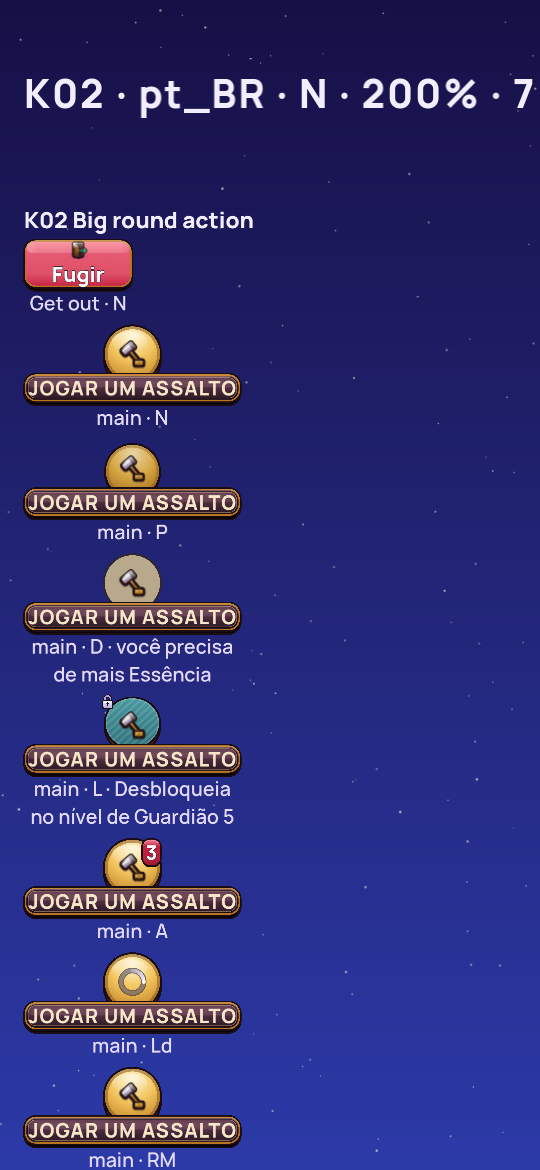 K02 · pt_BR · N · 200% · 7
K02 Big round action
Fugir
Get out · N
JOGAR UM ASSALTO
main · N
JOGAR UM ASSALTO
main · P
JOGAR UM ASSALTO
main · D · você precisa
de mais Essência
JOGAR UM ASSALTO
main · L · Desbloqueia
no nível de Guardião 5
3
JOGAR UM ASSALTO
main · A
JOGAR UM ASSALTO
main · Ld
JOGAR UM ASSALTO
main · RM